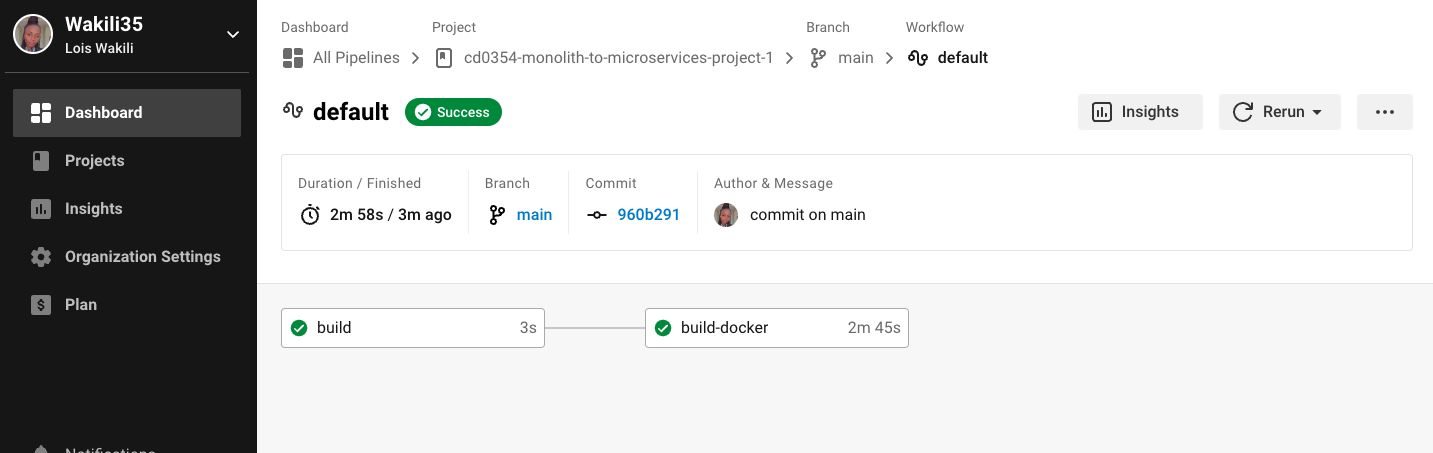 Wakili35
Lois Wakili
Dashboard
Projects
Insights
Organization Settings
Plan
Notifications
Dashboard
All Pipelines
Project
cd0354-monolith-to-microservices-project-1
Branch
main
Workflow
default
default
Success
Insights
Rerun
Duration / Finished
2m 58s / 3m ago
Branch
main
Commit
960b291
Author & Message
commit on main
build
3s
build-docker
2m 45s